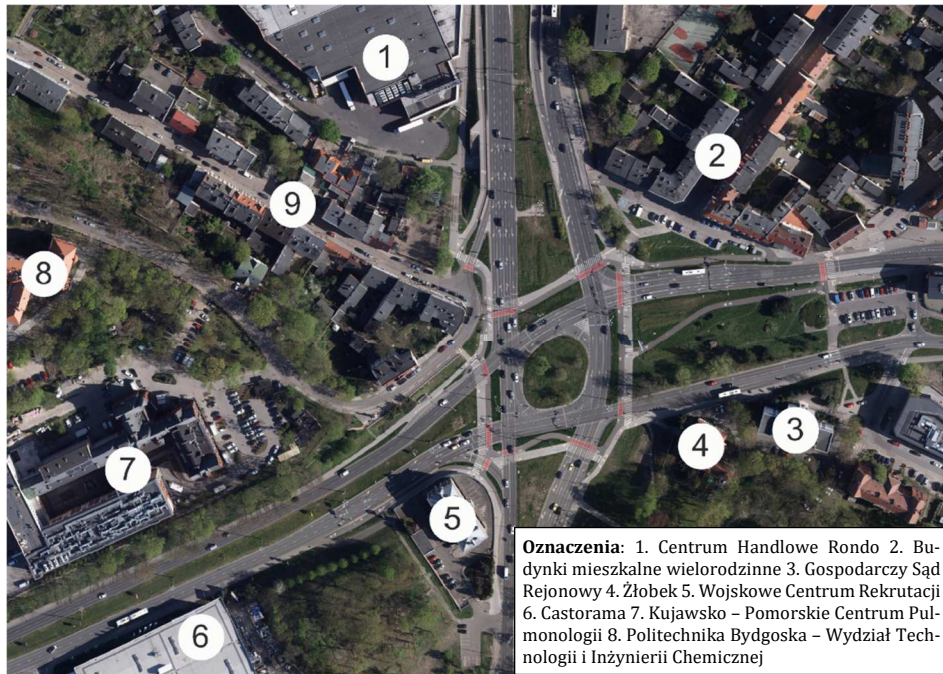 1
2
9
8
3
4
7
5
6
Oznaczenia: 1. Centrum Handlowe Rondo 2. Bu-
dynki mieszkalne wielorodzinne 3. Gospodarczy Sąd
Rejonowy 4. Żłobek 5. Wojskowe Centrum Rekrutacji
6. Castorama 7. Kujawsko – Pomorskie Centrum Pul-
monologii 8. Politechnika Bydgoska – Wydział Tech-
nologii i Inżynierii Chemicznej